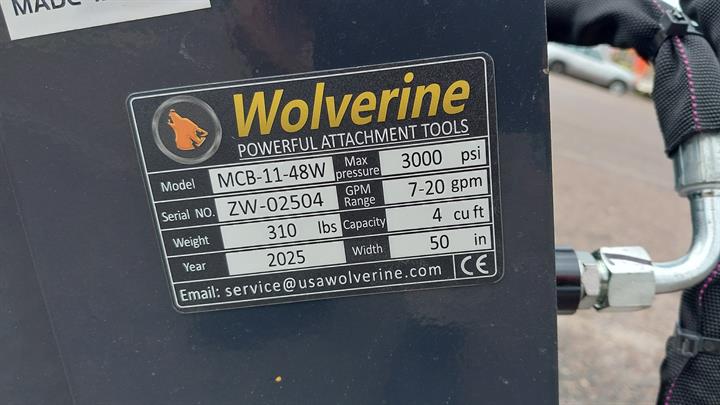 MADE
Wolverine
POWERFUL ATTACHMENT TOOLS
Model MCB-11-48W Max pressure 3000 psi
Serial NO. ZW-02504 GPM Range 7-20 gpm
Weight 310 lbs Capacity 4 cu ft
Year 2025 Width 50 in
Email: service@usawolverine.com CE